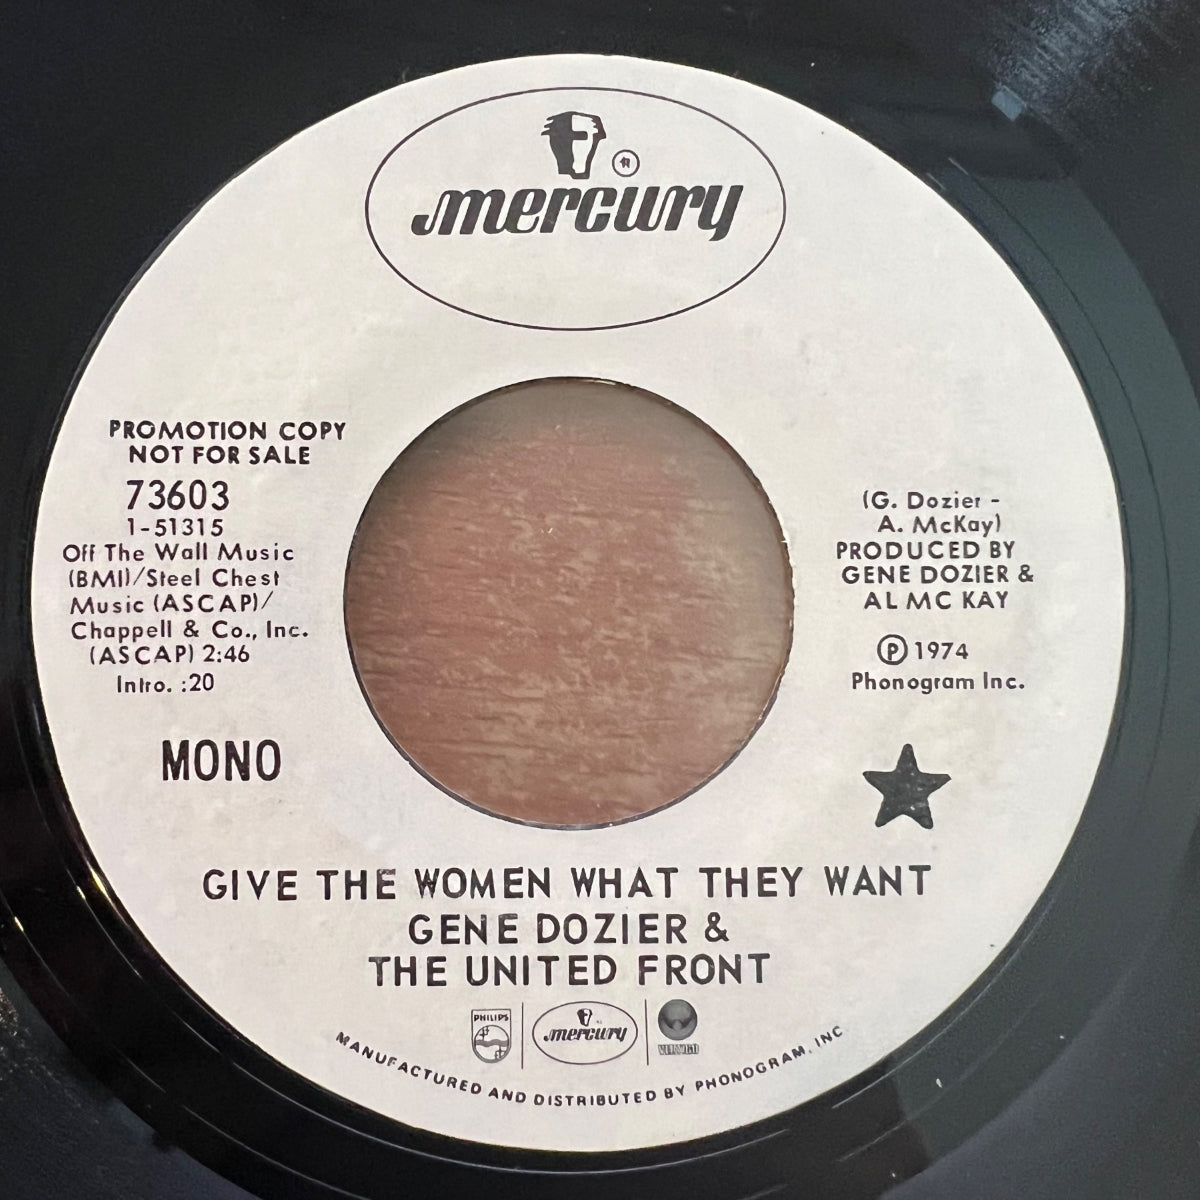 mercury
PROMOTION COPY
NOT FOR SALE
73603
1-51315
Off The Wall Music
(BMI)/Steel Chest
Music (ASCAP)/
Chappell & Co., Inc.
(ASCAP) 2:46
Intro. :20
MONO
(G. Dozier -
A. McKay)
PRODUCED BY
GENE DOZIER &
AL MC KAY
Ⓟ 1974
Phonogram Inc.
GIVE THE WOMEN WHAT THEY WANT
GENE DOZIER &
THE UNITED FRONT
PHILIPS
mercury
VERTIGO
MANUFACTURED AND DISTRIBUTED BY PHONOGRAM, INC